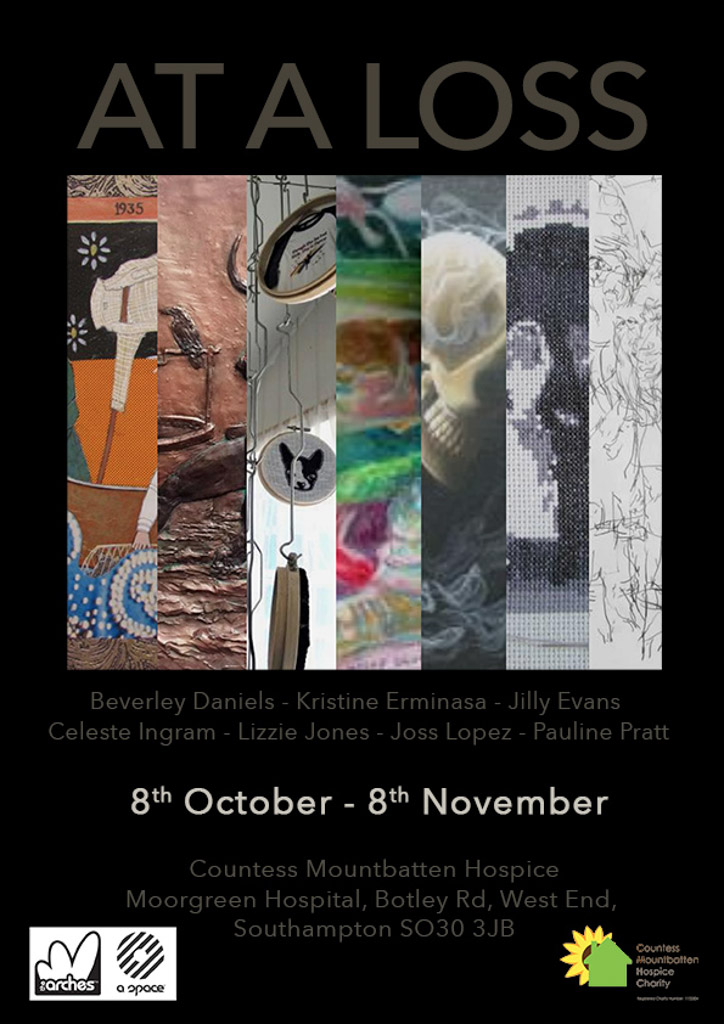 AT A LOSS
1935
Beverley Daniels - Kristine Erminasa - Jilly Evans
Celeste Ingram - Lizzie Jones - Joss Lopez - Pauline Pratt
8th October - 8th November
Countess Mountbatten Hospice
Moorgreen Hospital, Botley Rd, West End,
Southampton SO30 3JB
the arches
a space
Countess
Mountbatten
Hospice
Charity